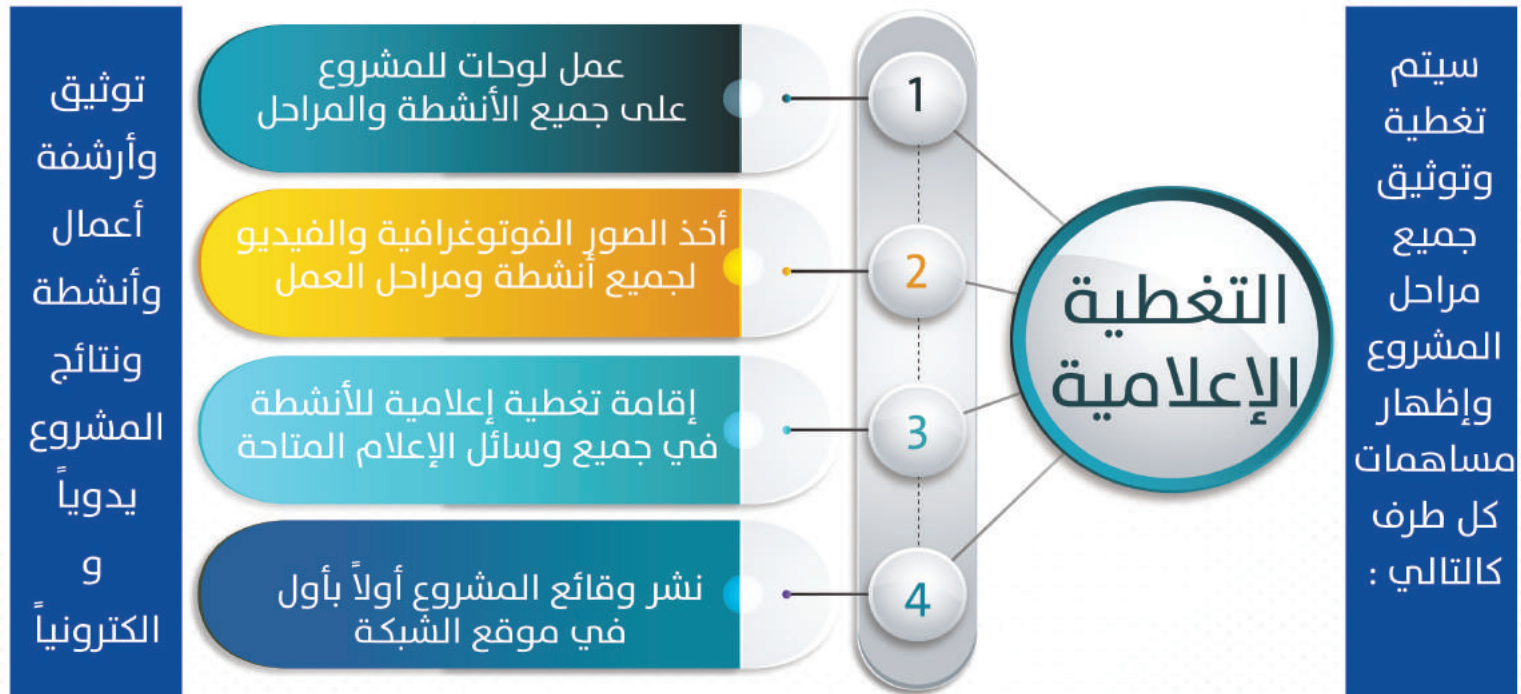 سيتم
تغطية
وتوثيق
جميع
مراحل
المشروع
وإظهار
مساهمات
كل طرف
كالتالي :
التغطية
الإعلامية
1
عمل لوحات للمشروع
على جميع الأنشطة والمراحل
2
أخذ الصور الفوتوغرافية والفيديو
لجميع أنشطة ومراحل العمل
3
إقامة تغطية إعلامية للأنشطة
في جميع وسائل الإعلام المتاحة
4
نشر وقائع المشروع أولاً بأول
في موقع الشبكة
توثيق
وأرشفة
أعمال
وأنشطة
ونتائج
المشروع
يدوياً
و
الكترونياً